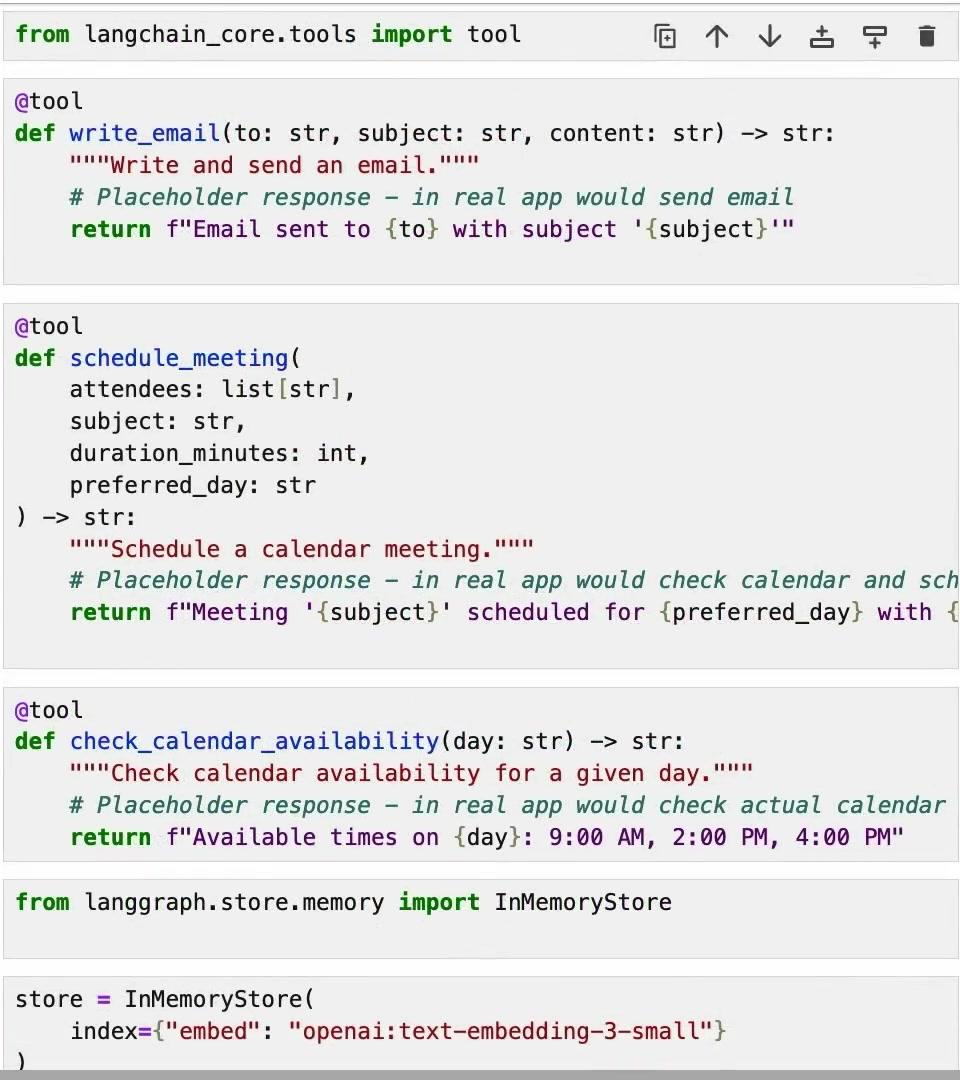 from langchain_core.tools import tool
@tool
def write_email(to: str, subject: str, content: str) -> str:
    """Write and send an email."""
    # Placeholder response – in real app would send email
    return f"Email sent to {to} with subject '{subject}'"
@tool
def schedule_meeting(
    attendees: list[str],
    subject: str,
    duration_minutes: int,
    preferred_day: str
) -> str:
    """Schedule a calendar meeting."""
    # Placeholder response – in real app would check calendar and sch
    return f"Meeting '{subject}' scheduled for {preferred_day} with {
@tool
def check_calendar_availability(day: str) -> str:
    """Check calendar availability for a given day."""
    # Placeholder response – in real app would check actual calendar
    return f"Available times on {day}: 9:00 AM, 2:00 PM, 4:00 PM"
from langgraph.store.memory import InMemoryStore
store = InMemoryStore(
    index={"embed": "openai:text-embedding-3-small"}
)